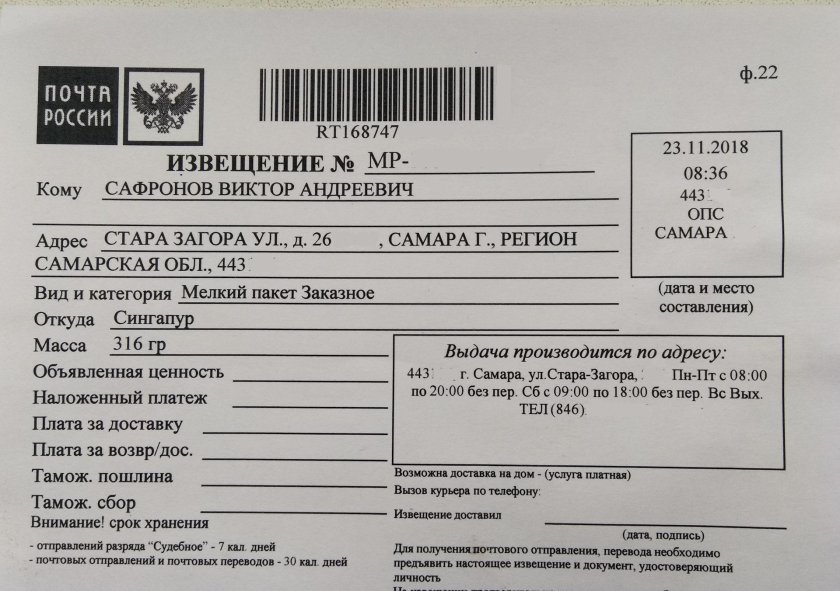 ПОЧТА
РОССИИ
ф.22
RT168747
ИЗВЕЩЕНИЕ № МР-
23.11.2018
08:36
443
ОПС
САМАРА
(дата и место
составления)
Кому САФРОНОВ ВИКТОР АНДРЕЕВИЧ
Адрес СТАРА ЗАГОРА УЛ., д. 26 , САМАРА Г., РЕГИОН
САМАРСКАЯ ОБЛ., 443
Вид и категория Мелкий пакет Заказное
Откуда Сингапур
Масса 316 гр
Объявленная ценность
Наложенный платеж
Плата за доставку
Плата за возвр/дос.
Тамож. пошлина
Тамож. сбор
Внимание! срок хранения
- отправлений разряда "Судебное" - 7 кал. дней
- почтовых отправлений и почтовых переводов - 30 кал. дней
Выдача производится по адресу:
443 г. Самара, ул.Стара-Загора, Пн-Пт с 08:00
по 20:00 без пер. Сб с 09:00 по 18:00 без пер. Вс Вых.
ТЕЛ (846)
Возможна доставка на дом - (услуга платная)
Вызов курьера по телефону:
Извещение доставил
(дата, подпись)
Для получения почтового отправления, перевода необходимо
предъявить настоящее извещение и документ, удостоверяющий
личность